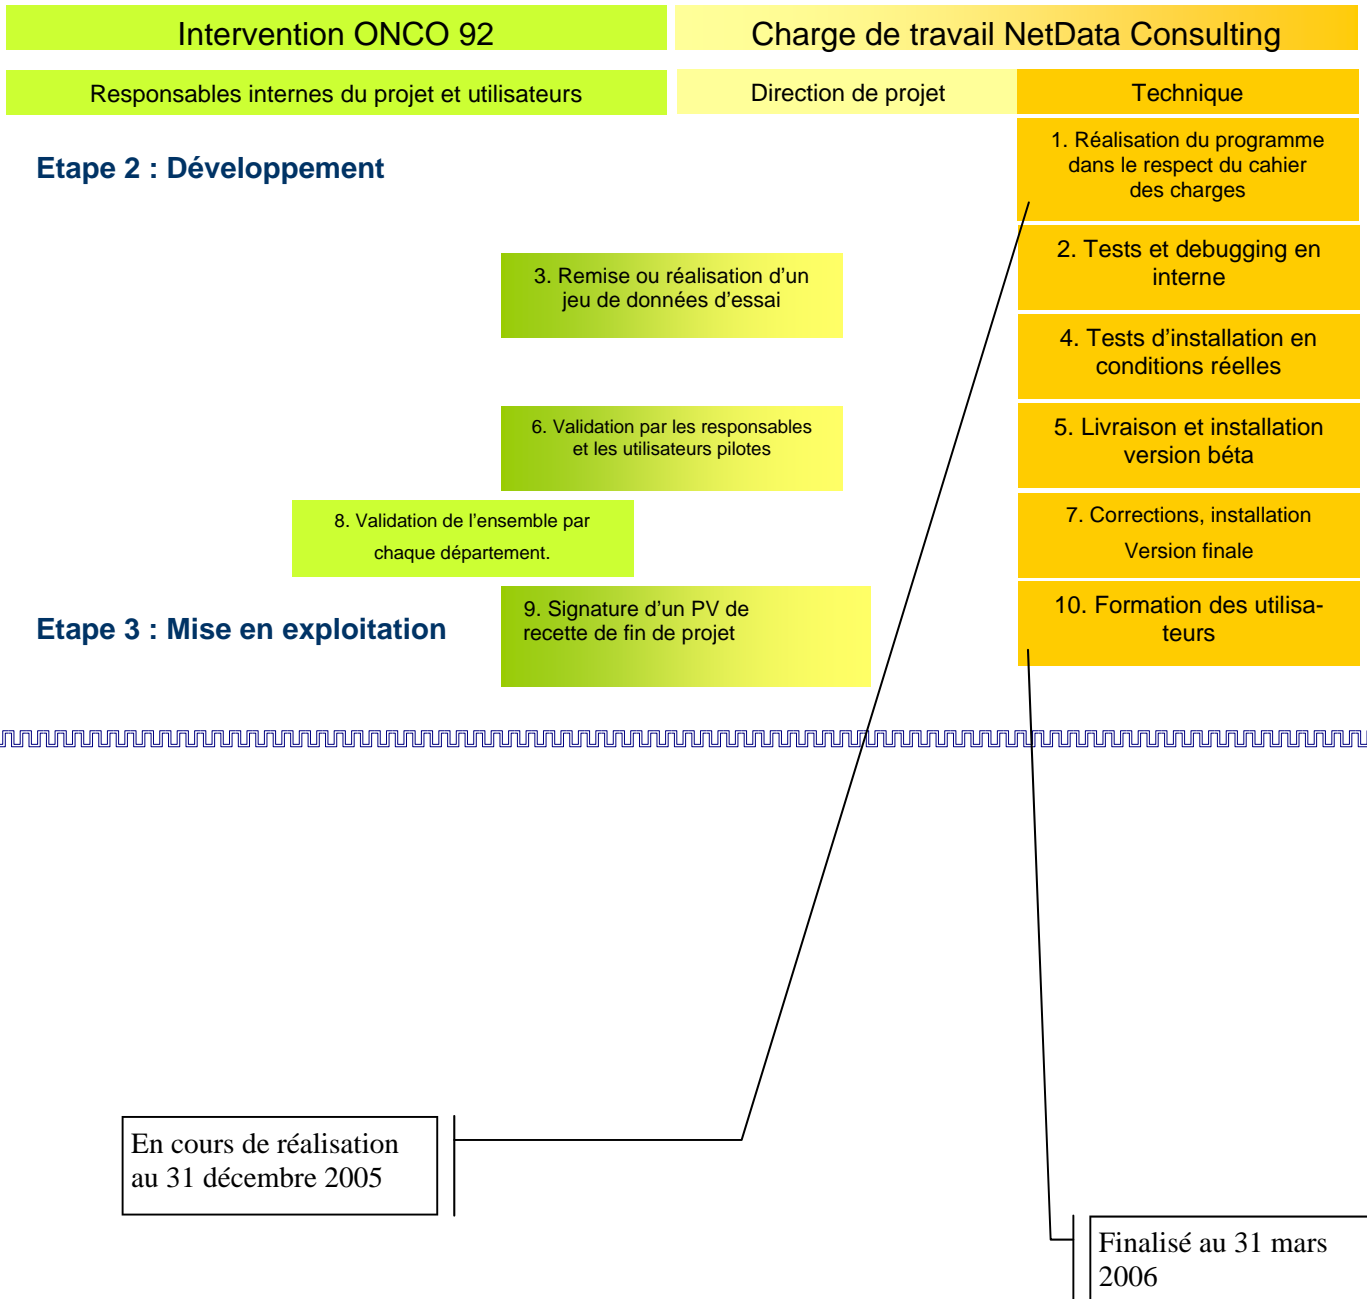 Intervention ONCO 92
Charge de travail NetData Consulting
Responsables internes du projet et utilisateurs
Direction de projet
Technique
Etape 2 : Développement
1. Réalisation du programme
dans le respect du cahier
des charges
2. Tests et debugging en
interne
3. Remise ou réalisation d’un
jeu de données d’essai
4. Tests d’installation en
conditions réelles
6. Validation par les responsables
et les utilisateurs pilotes
5. Livraison et installation
version béta
8. Validation de l’ensemble par
chaque département.
7. Corrections, installation
Version finale
Etape 3 : Mise en exploitation
9. Signature d’un PV de
recette de fin de projet
10. Formation des utilisa-
teurs
En cours de réalisation
au 31 décembre 2005
Finalisé au 31 mars
2006